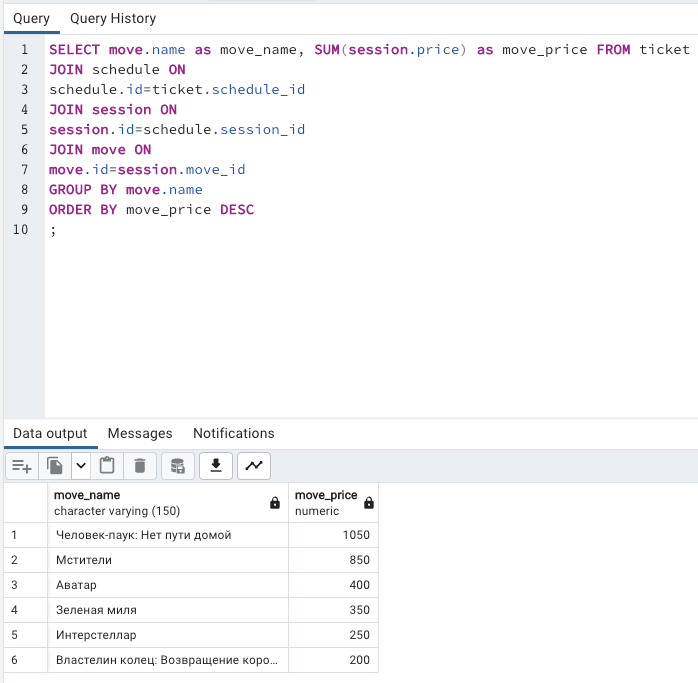 Query Query History
1 SELECT move.name as move_name, SUM(session.price) as move_price FROM ticket
2 JOIN schedule ON
3 schedule.id=ticket.schedule_id
4 JOIN session ON
5 session.id=schedule.session_id
6 JOIN move ON
7 move.id=session.move_id
8 GROUP BY move.name
9 ORDER BY move_price DESC
10 ;
Data output Messages Notifications
move_name move_price
character varying (150) numeric
1 Человек-паук: Нет пути домой 1050
2 Мстители 850
3 Аватар 400
4 Зеленая миля 350
5 Интерстеллар 250
6 Властелин колец: Возвращение коро... 200